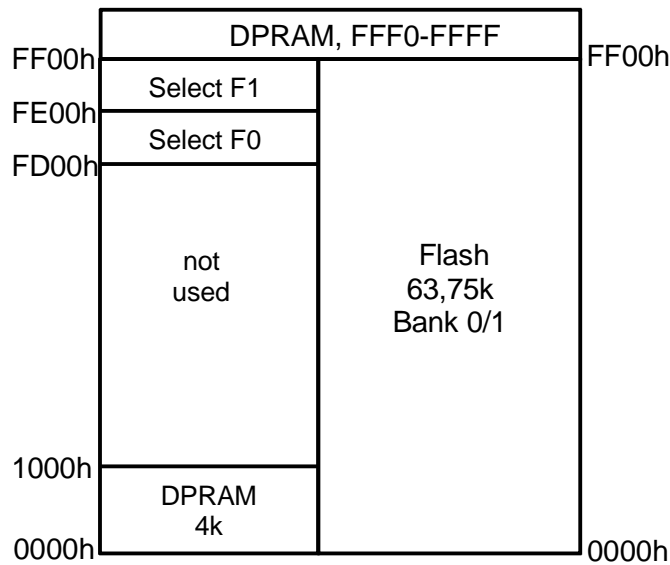 DPRAM, FFF0-FFFF
FF00h
FF00h
Select F1
FE00h
Select F0
FD00h
not
used
Flash
63,75k
Bank 0/1
1000h
DPRAM
4k
0000h
0000h